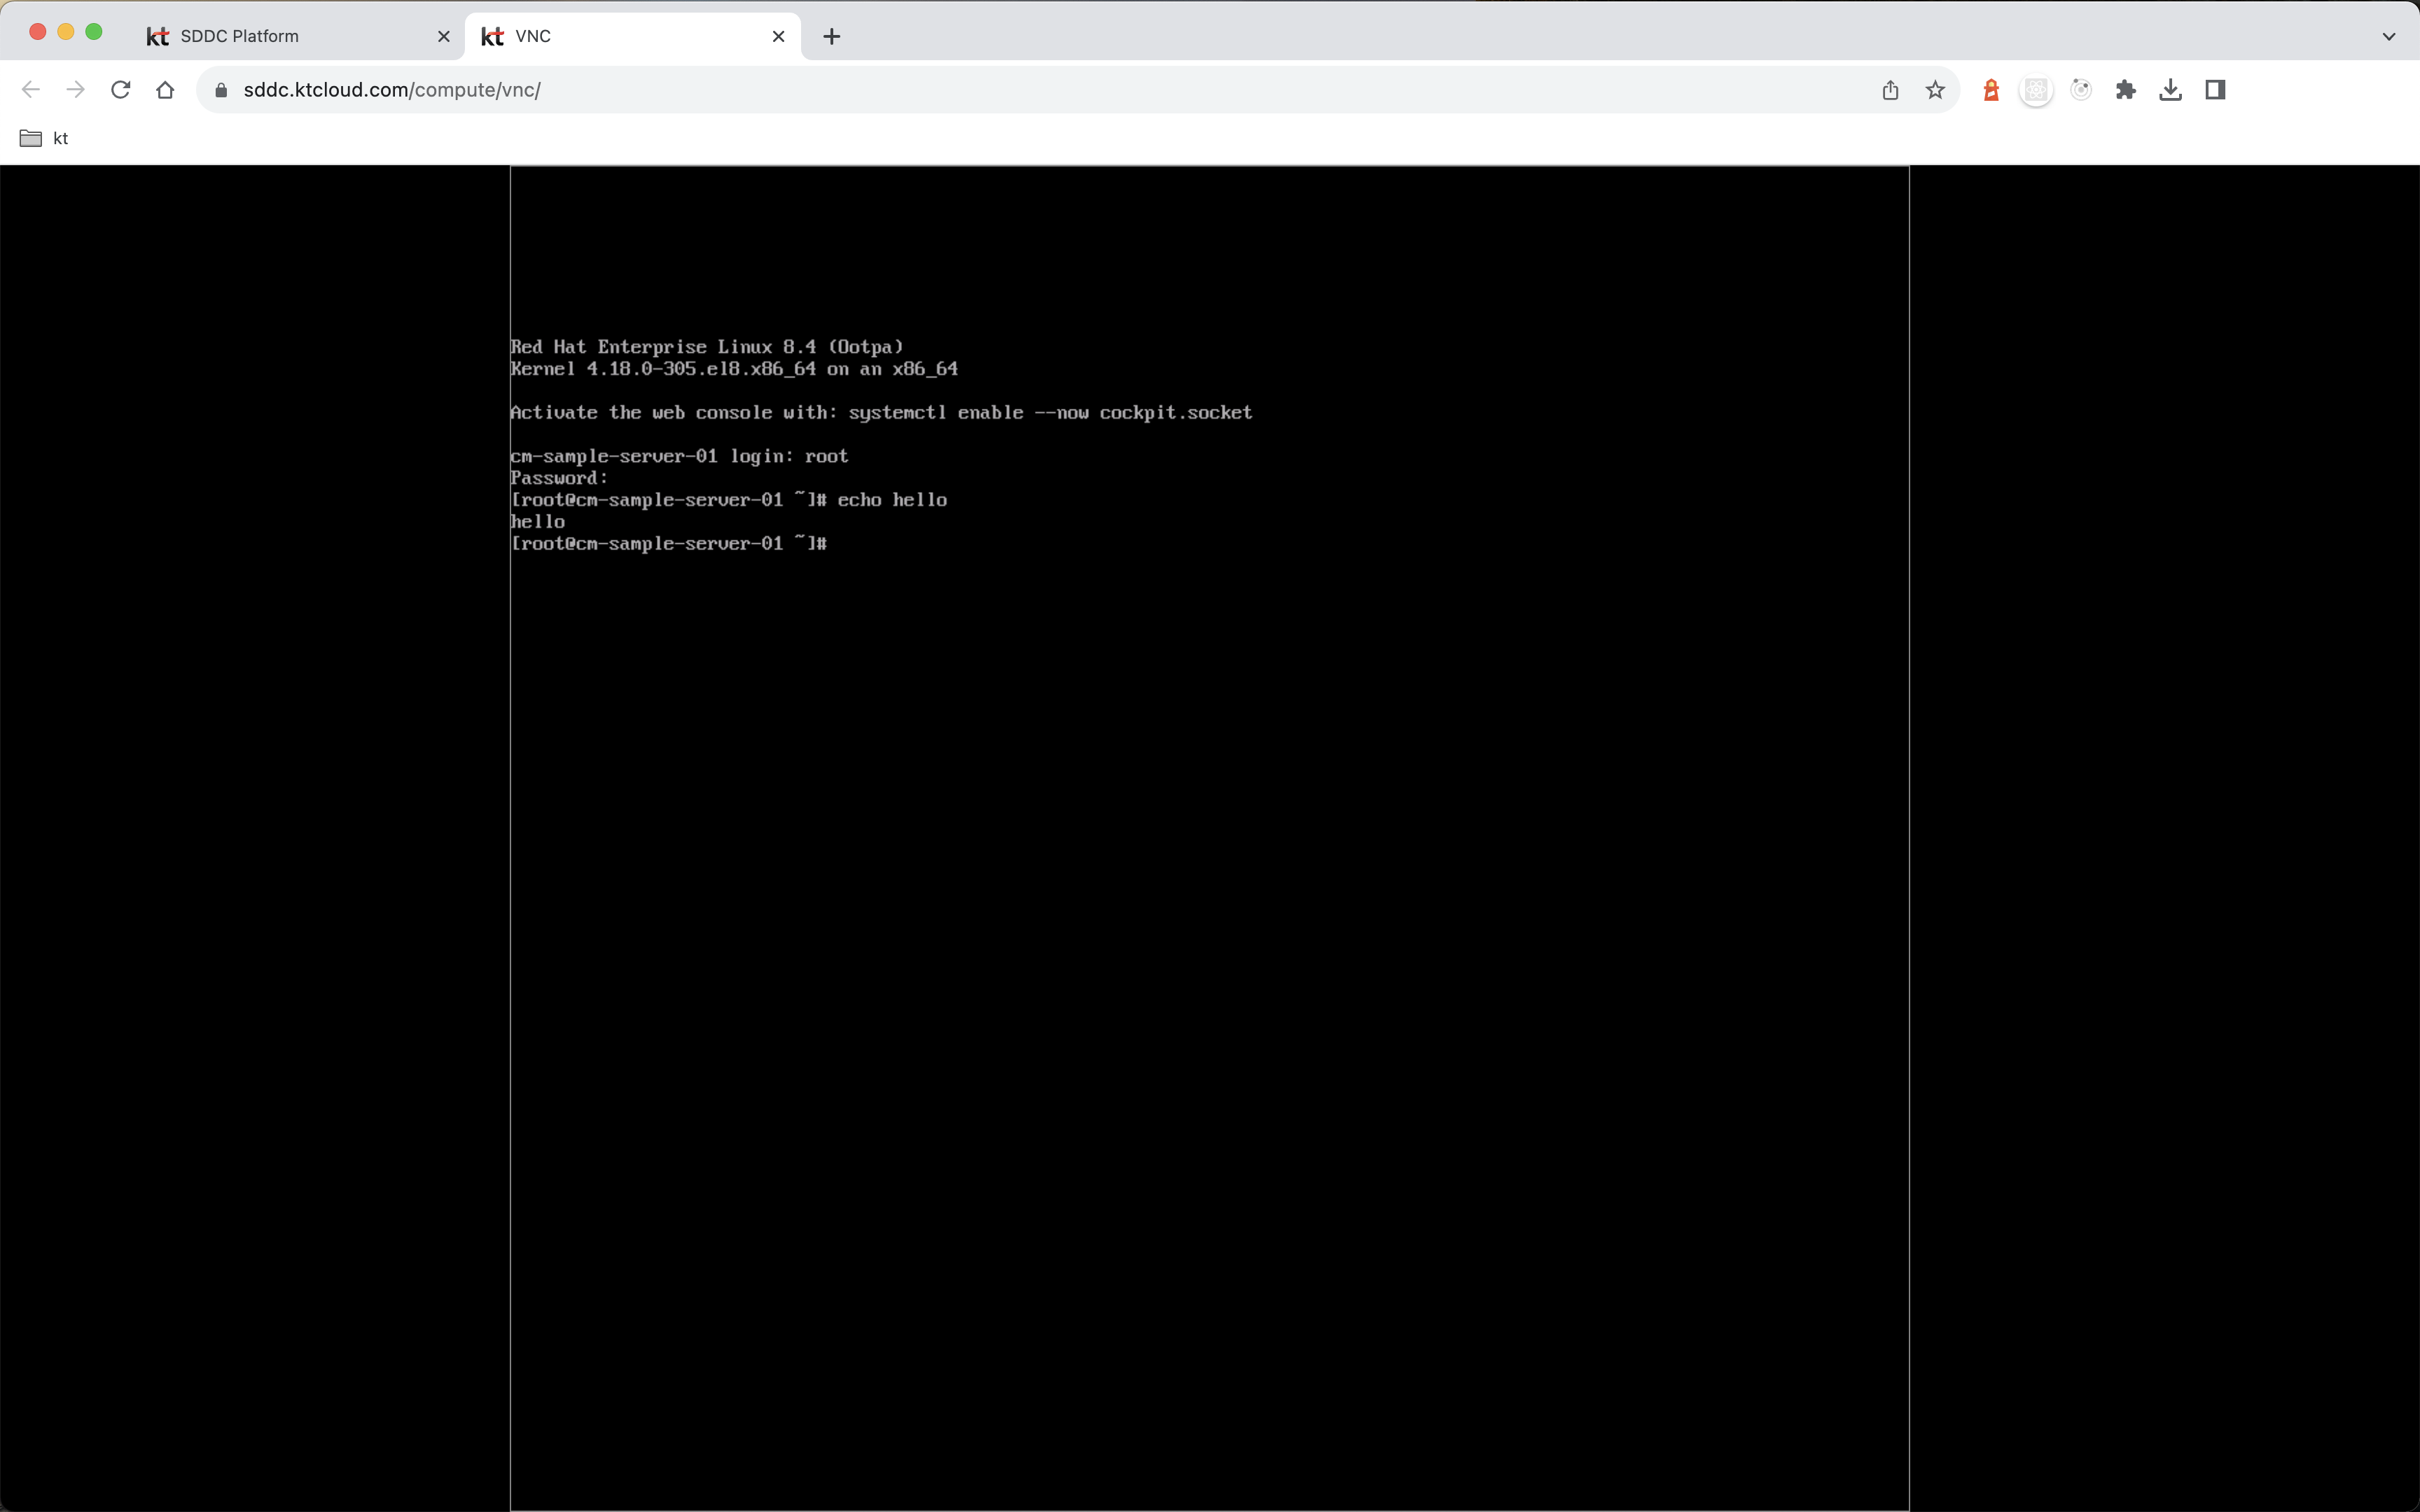 kt SDDC Platform
kt VNC
sddc.ktcloud.com/compute/vnc/
kt
Red Hat Enterprise Linux 8.4 (Ootpa)
Kernel 4.18.0-305.el8.x86_64 on an x86_64
Activate the web console with: systemctl enable --now cockpit.socket
cm-sample-server-01 login: root
Password:
[root@cm-sample-server-01 ~]# echo hello
hello
[root@cm-sample-server-01 ~]#